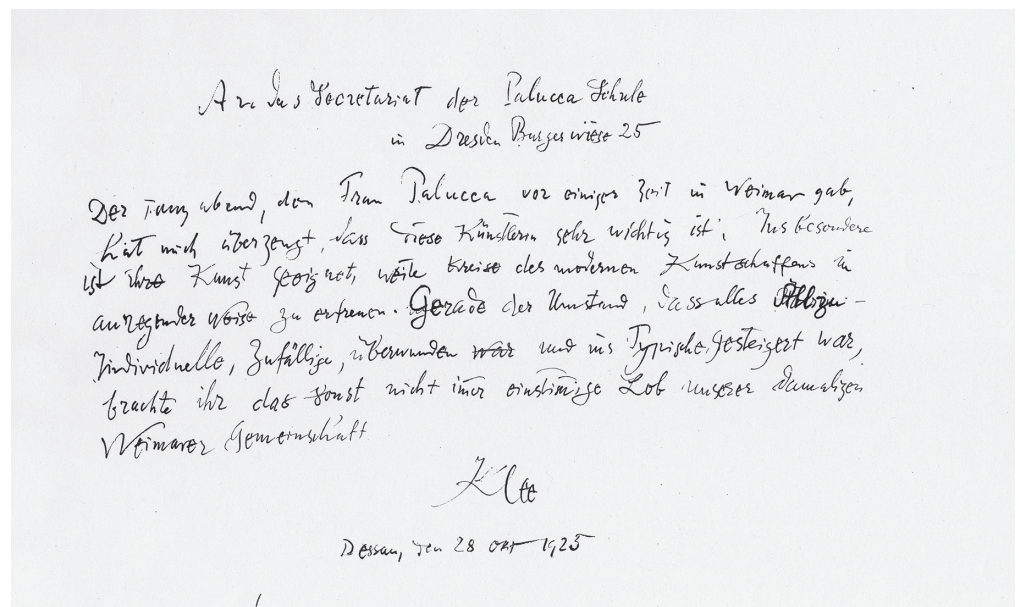 An das Secretariat der Palucca Schule
in Dresden Burgerwiese 25
Der Tanzabend, den Frau Palucca vor einiger Zeit in Weimar gab,
hat mich überzeugt, dass diese Künstlerin sehr wichtig ist; Insbesondere
ist ihre Kunst geeignet, weite Kreise des modernen Kunstschaffens in
anregender Weise zu erfreuen. Gerade der Umstand, dass alles
Individuelle, Zufällige, überwunden war und ins Typische gesteigert war,
brachte ihr das sonst nicht imer einstimige Lob unserer damaligen
Weimarer Gemeinschaft
Klee
Dessau, den 28 Okt 1925